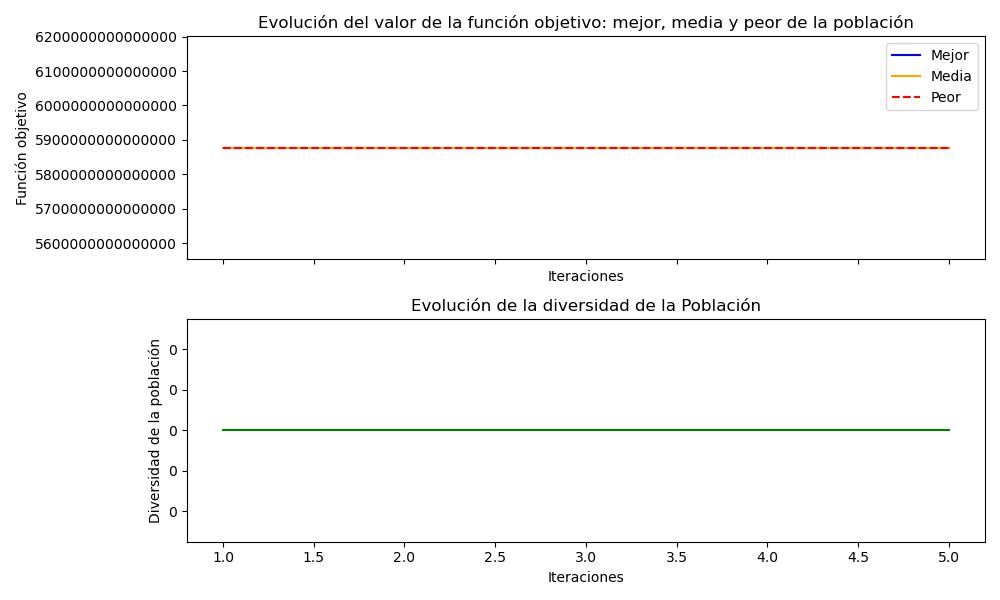 Evolución del valor de la función objetivo: mejor, media y peor de la población
6200000000000000
6100000000000000
6000000000000000
5900000000000000
5800000000000000
5700000000000000
5600000000000000
Función objetivo
Mejor
Media
Peor
Iteraciones
Evolución de la diversidad de la Población
0
0
0
0
0
Diversidad de la población
1.0 1.5 2.0 2.5 3.0 3.5 4.0 4.5 5.0
Iteraciones